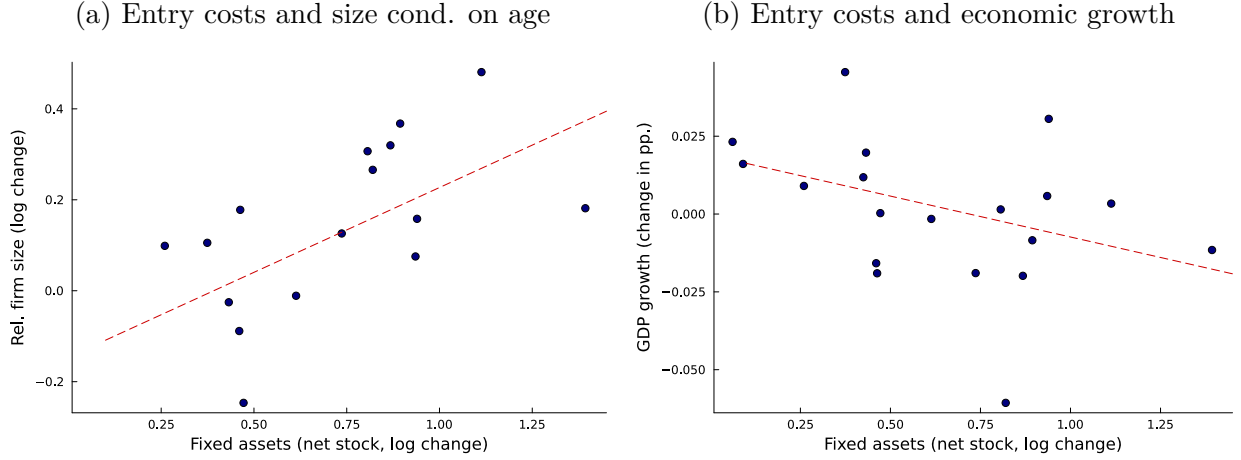 (a) Entry costs and size cond. on age
Rel. firm size (log change)
0.4
0.2
0.0
−0.2
0.25 0.50 0.75 1.00 1.25
Fixed assets (net stock, log change)
(b) Entry costs and economic growth
GDP growth (change in pp.)
0.025
0.000
−0.025
−0.050
0.25 0.50 0.75 1.00 1.25
Fixed assets (net stock, log change)